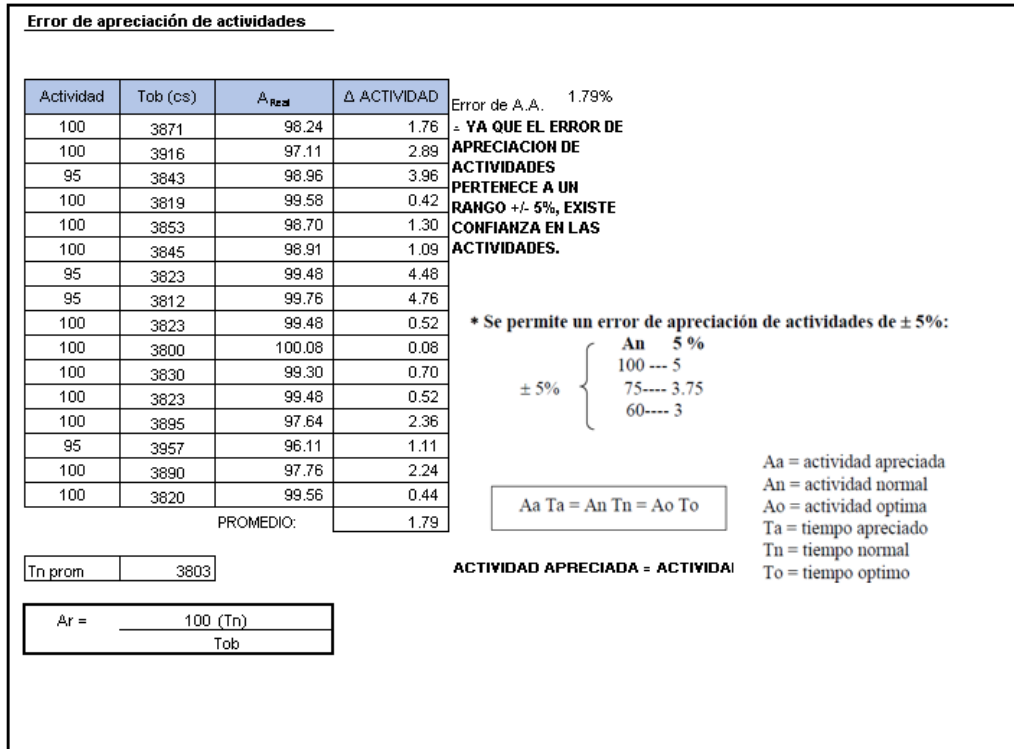 Error de apreciación de actividades
Actividad Tob (cs) A Real Δ ACTIVIDAD
100 3871 98.24 1.76
100 3916 97.11 2.89
95 3843 98.96 3.96
100 3819 99.58 0.42
100 3853 98.70 1.30
100 3845 98.91 1.09
95 3823 99.48 4.48
95 3812 99.76 4.76
100 3823 99.48 0.52
100 3800 100.08 0.08
100 3830 99.30 0.70
100 3823 99.48 0.52
100 3895 97.64 2.36
95 3957 96.11 1.11
100 3890 97.76 2.24
100 3820 99.56 0.44
PROMEDIO: 1.79
Tn prom 3803
Ar = 100 (Tn)
Tob
Error de A.A. 1.79%
YA QUE EL ERROR DE
APRECIACION DE
ACTIVIDADES
PERTENECE A UN
RANGO +/- 5%, EXISTE
CONFIANZA EN LAS
ACTIVIDADES.
* Se permite un error de apreciación de actividades de ± 5%:
An 5 %
100 --- 5
± 5% 75---- 3.75
60---- 3
Aa Ta = An Tn = Ao To
ACTIVIDAD APRECIADA = ACTIVIDA
Aa = actividad apreciada
An = actividad normal
Ao = actividad optima
Ta = tiempo apreciado
Tn = tiempo normal
To = tiempo optimo